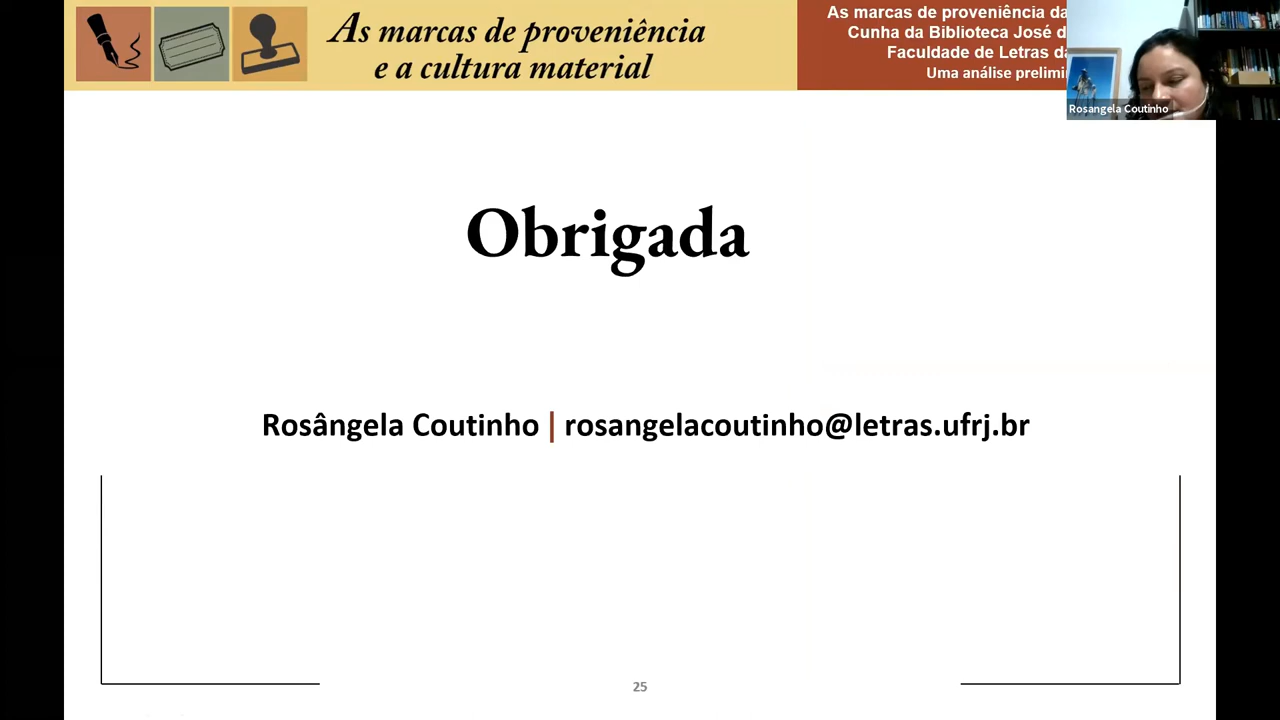 As marcas de proveniência
e a cultura material
As marcas de proveniência da
Cunha da Biblioteca José d
Faculdade de Letras da
Uma análise prelimi
Rosangela Coutinho
Obrigada
Rosângela Coutinho | rosangelacoutinho@letras.ufrj.br
25